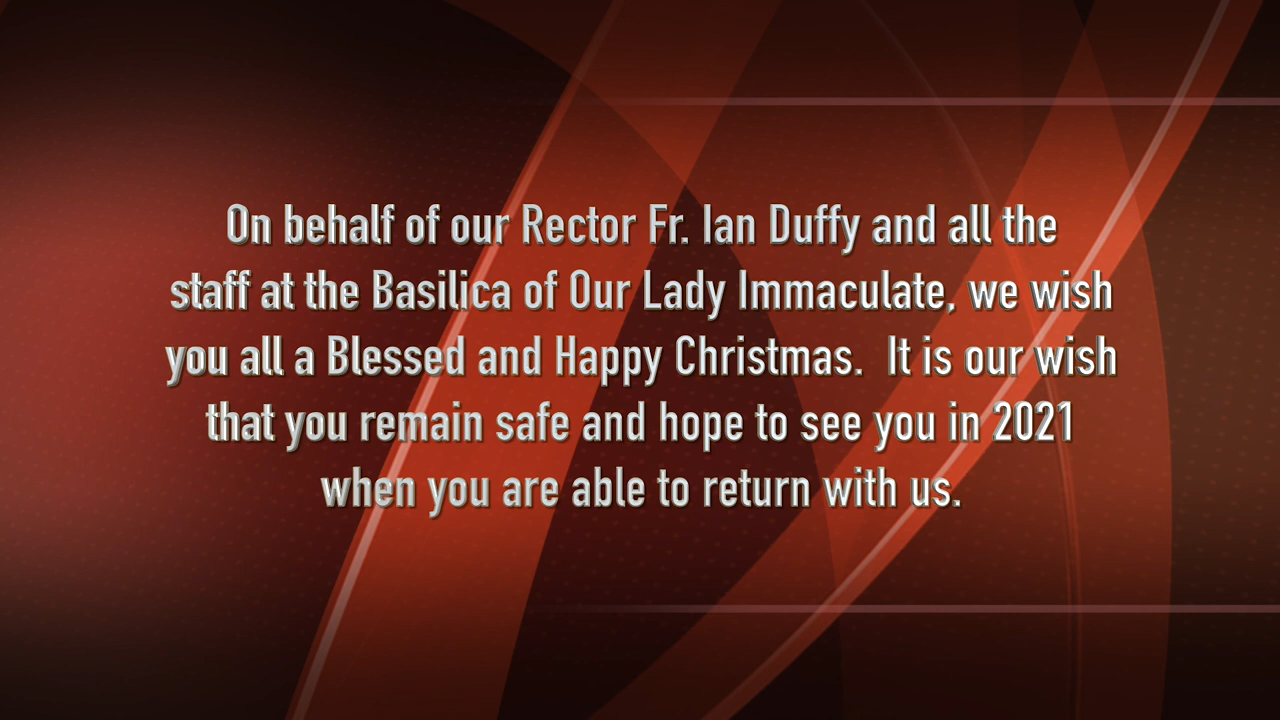 On behalf of our Rector Fr. Ian Duffy and all the
staff at the Basilica of Our Lady Immaculate, we wish
you all a Blessed and Happy Christmas.  It is our wish
that you remain safe and hope to see you in 2021
when you are able to return with us.